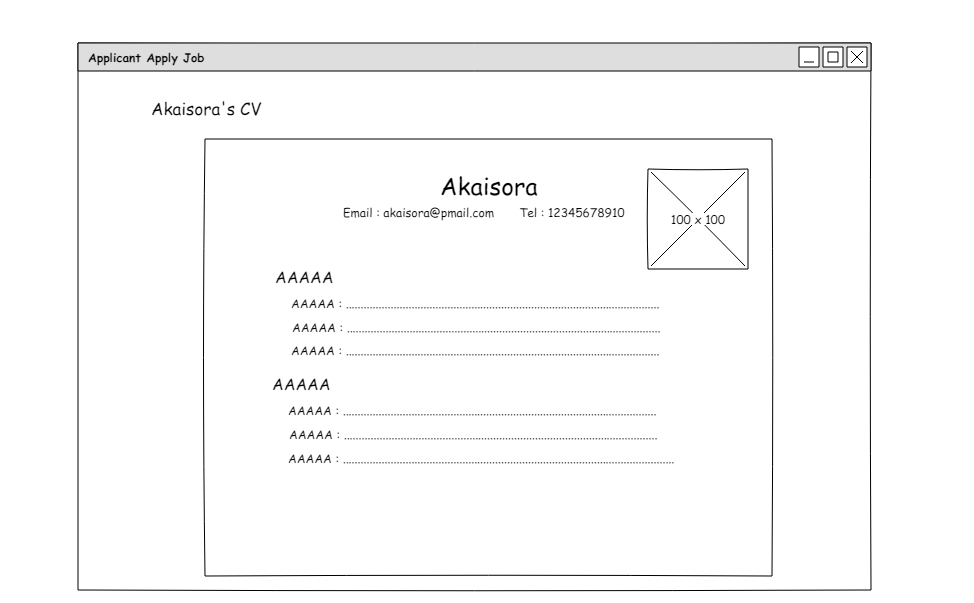 Applicant Apply Job
Akaisora's CV
Akaisora
Email : akaisora@pmail.com Tel : 12345678910
100 x 100
AAAAA
AAAAA : ................................................................................
AAAAA : ................................................................................
AAAAA : ................................................................................
AAAAA
AAAAA : ................................................................................
AAAAA : ................................................................................
AAAAA : ....................................................................................